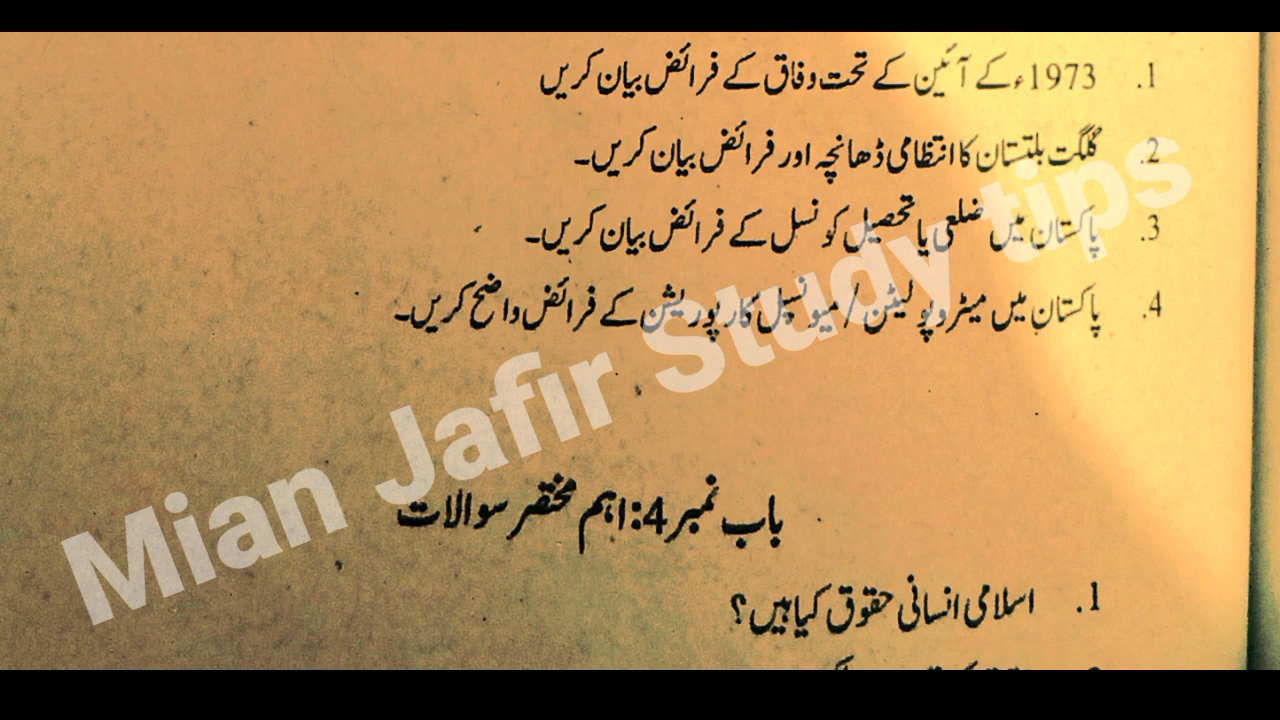 1. 1973ء کے آئین کے تحت وفاق کے فرائض بیان کریں
2. گلگت بلتستان کا انتظامی ڈھانچہ اور فرائض بیان کریں۔
3. پاکستان میں ضلعی یا تحصیل کونسل کے فرائض بیان کریں۔
4. پاکستان میں میٹروپولیٹن / میونسپل کارپوریشن کے فرائض واضح کریں۔
Mian Jafir Study tips
باب نمبر 4: اہم مختصر سوالات
1. اسلامی انسانی حقوق کیا ہیں؟